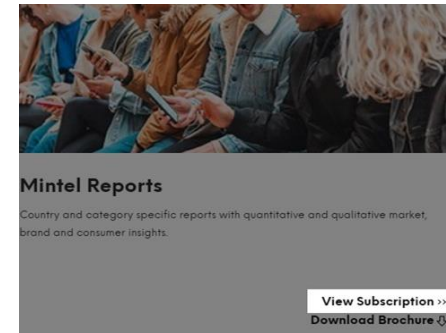 Mintel Reports
Country and category specific reports with quantitative and qualitative market,
brand and consumer insights.
View Subscription >>
Download Brochure